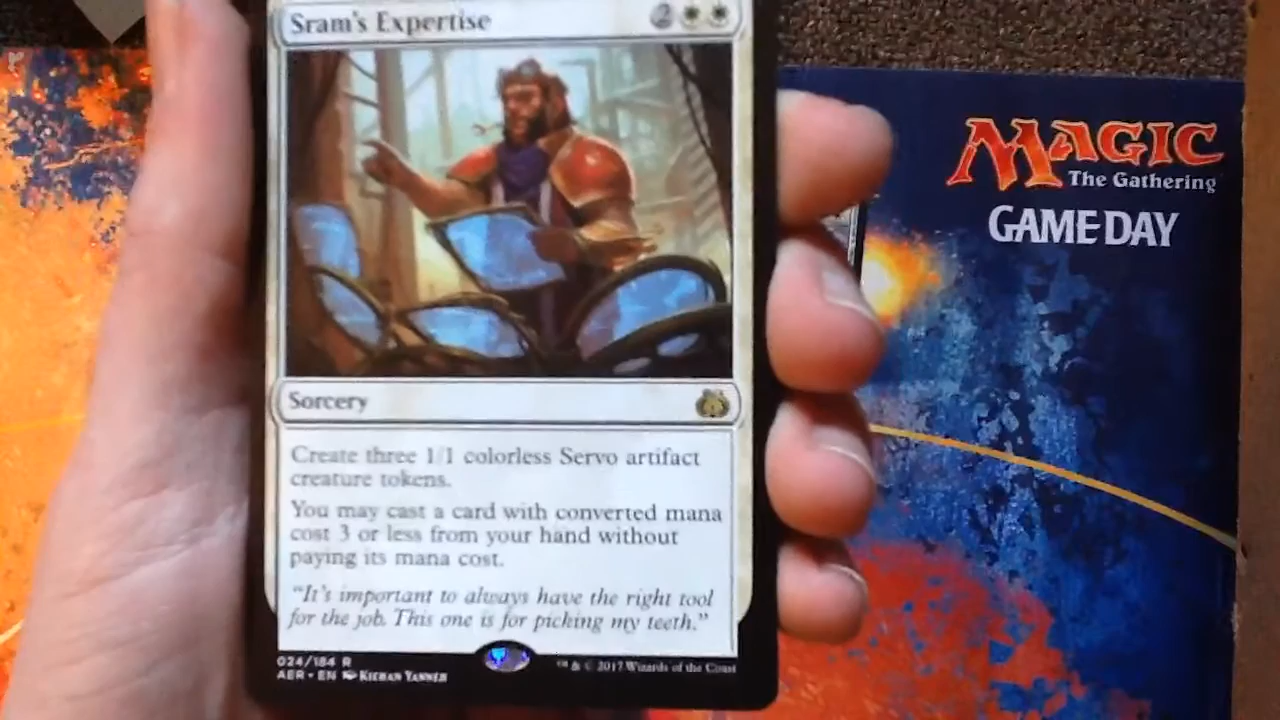 Sram's Expertise 2
MAGIC
The Gathering
GAME DAY
Sorcery
Create three 1/1 colorless Servo artifact
creature tokens.
You may cast a card with converted mana
cost 3 or less from your hand without
paying its mana cost.
"It's important to always have the right tool
for the job. This one is for picking my teeth."
024/184 R
AER • EN Kieran Yanner
™ & © 2017 Wizards of the Coast